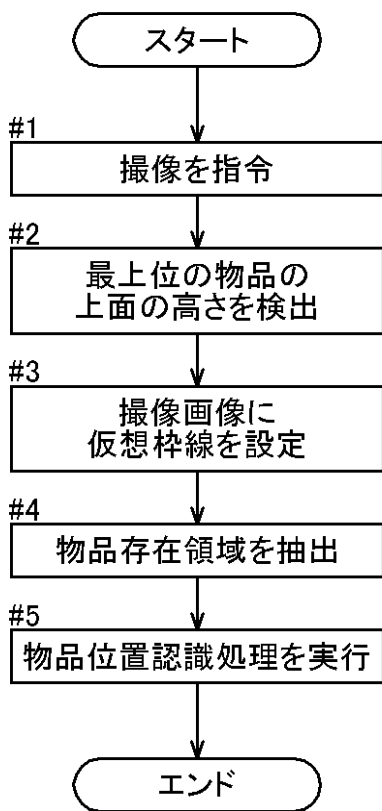 スタート
#1
撮像を指令
#2
最上位の物品の
上面の高さを検出
#3
撮像画像に
仮想枠線を設定
#4
物品存在領域を抽出
#5
物品位置認識処理を実行
エンド